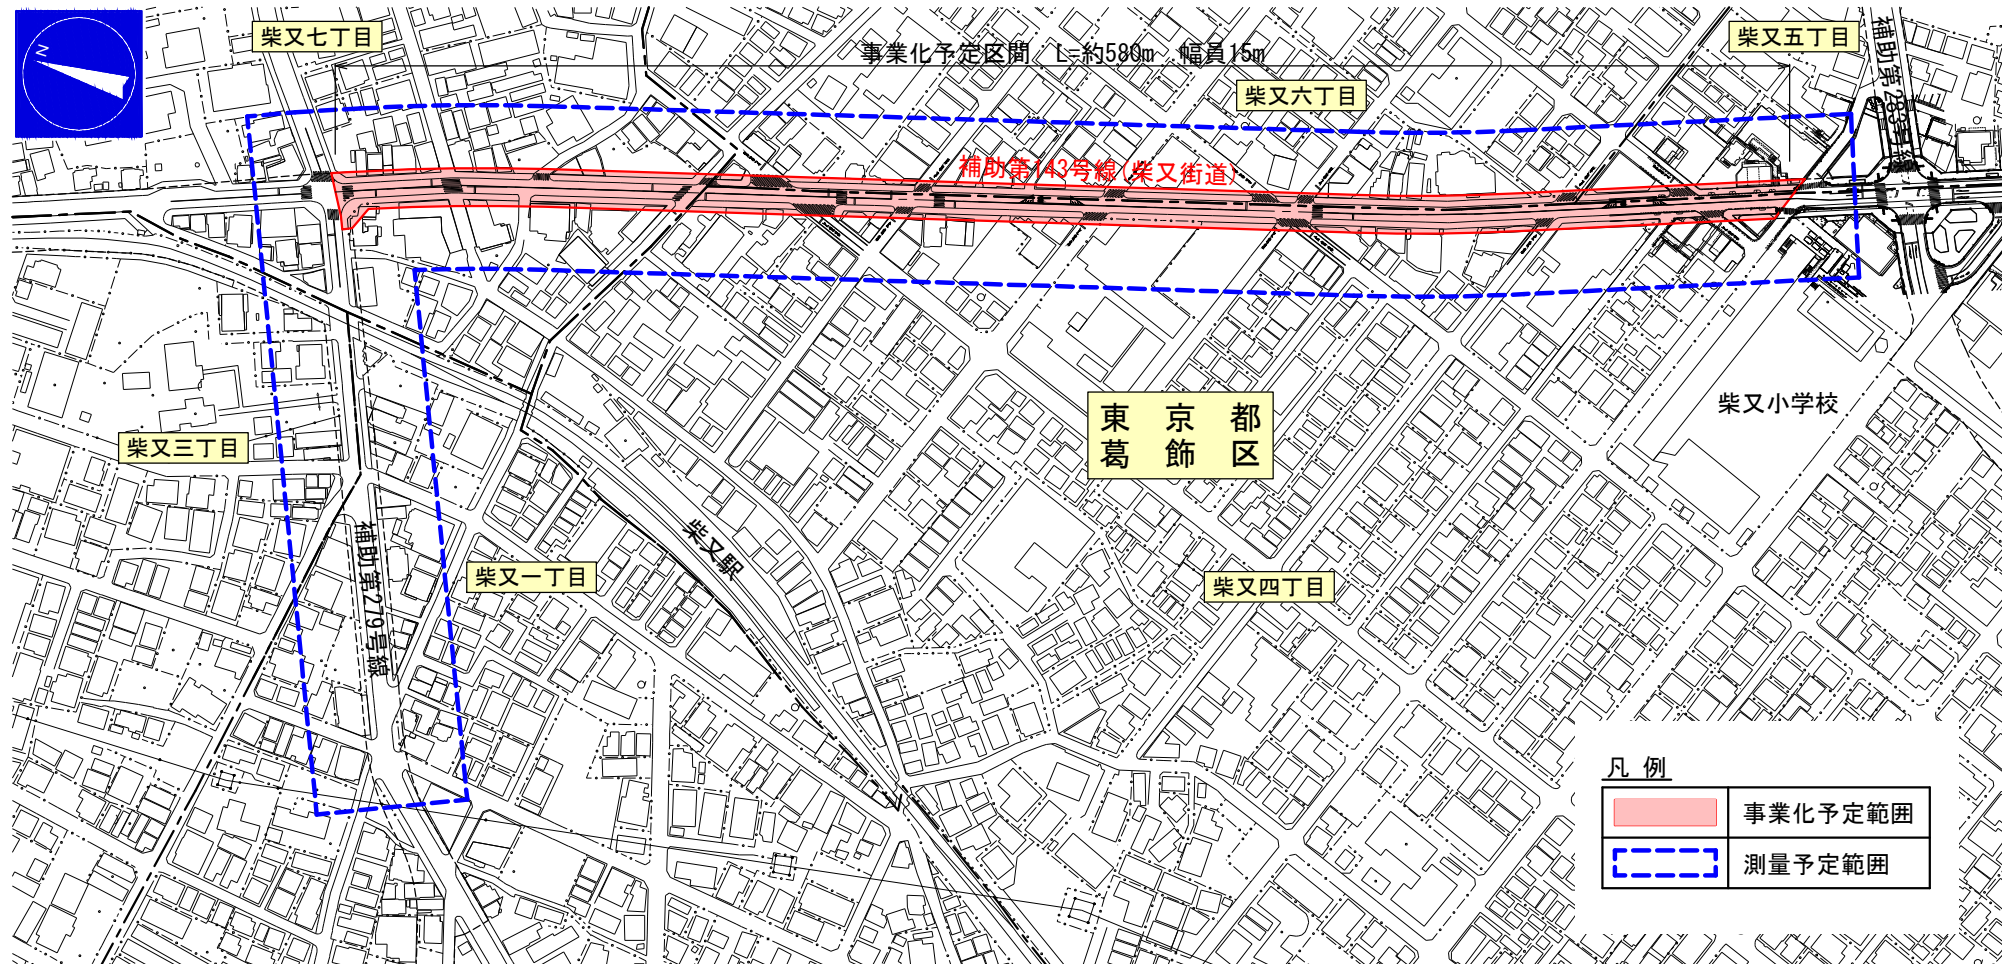 N
柴又七丁目
事業化予定区間 L=約580m 幅員15m
柴又五丁目
補助第283号線
柴又六丁目
補助第143号線(柴又街道)
東京都
葛飾区
柴又小学校
柴又三丁目
補助第279号線
柴又一丁目
柴又駅
柴又四丁目
凡例
事業化予定範囲
測量予定範囲